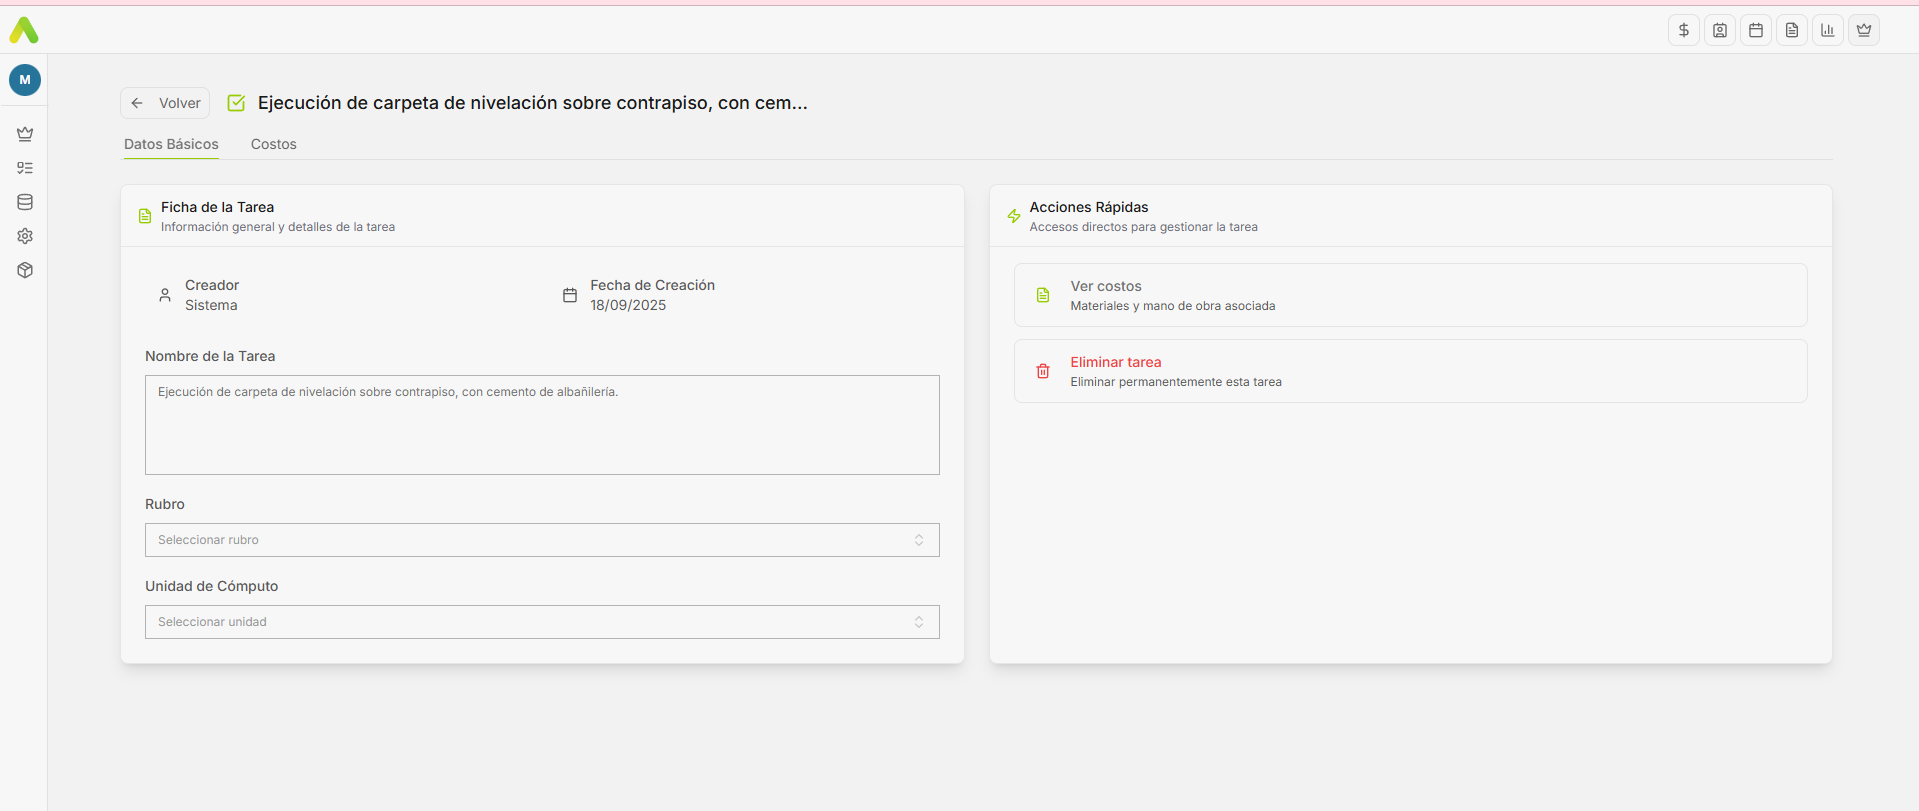 M
Volver
Ejecución de carpeta de nivelación sobre contrapiso, con cem...
Datos Básicos
Costos
Ficha de la Tarea
Información general y detalles de la tarea
Creador
Sistema
Fecha de Creación
18/09/2025
Nombre de la Tarea
Ejecución de carpeta de nivelación sobre contrapiso, con cemento de albañilería.
Rubro
Seleccionar rubro
Unidad de Cómputo
Seleccionar unidad
Acciones Rápidas
Accesos directos para gestionar la tarea
Ver costos
Materiales y mano de obra asociada
Eliminar tarea
Eliminar permanentemente esta tarea